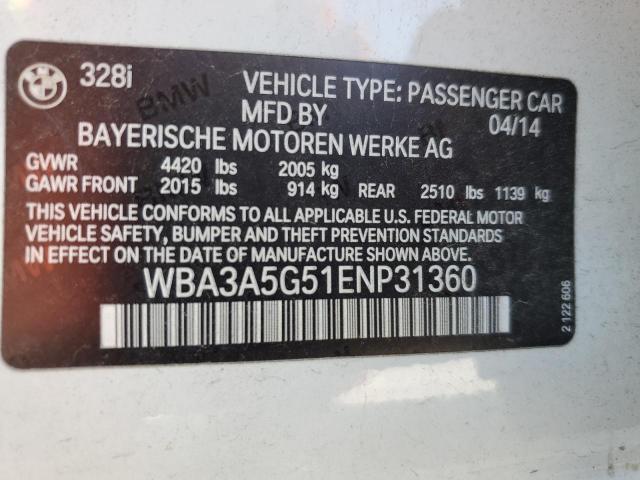 328i VEHICLE TYPE: PASSENGER CAR
MFD BY 04/14
BAYERISCHE MOTOREN WERKE AG
GVWR 4420 lbs 2005 kg
GAWR FRONT 2015 lbs 914 kg REAR 2510 lbs 1139 kg
THIS VEHICLE CONFORMS TO ALL APPLICABLE U.S. FEDERAL MOTOR
VEHICLE SAFETY, BUMPER AND THEFT PREVENTION STANDARDS
IN EFFECT ON THE DATE OF MANUFACTURE SHOWN ABOVE.
WBA3A5G51ENP31360
2 122 606
BMW